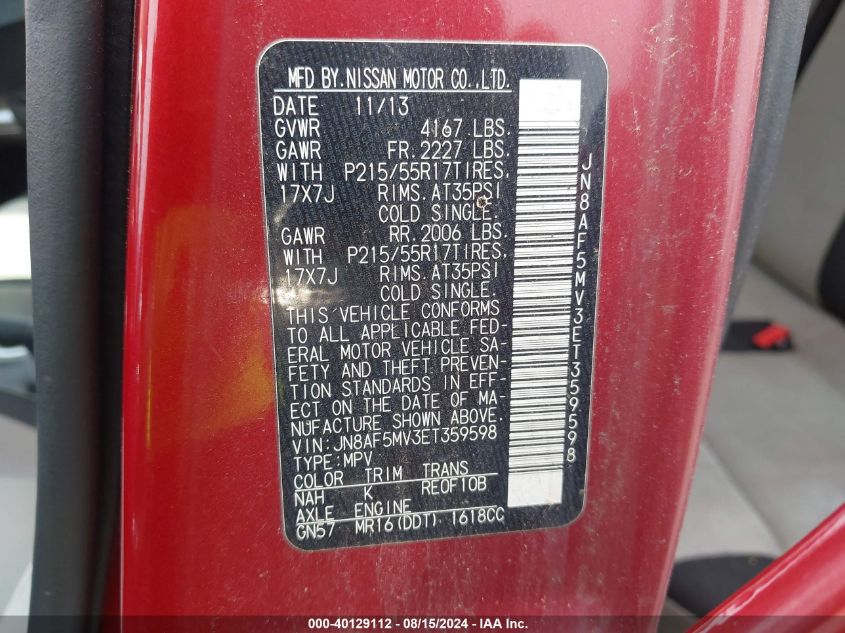 MFD BY.NISSAN MOTOR CO.,LTD.
DATE 11/13
GVWR 4167 LBS.
GAWR FR. 2227 LBS.
WITH P215/55R17TIRES,
17X7J RIMS. AT35PSI
COLD SINGLE.
GAWR RR. 2006 LBS.
WITH P215/55R17TIRES,
17X7J RIMS. AT35PSI
COLD SINGLE.
THIS VEHICLE CONFORMS
TO ALL APPLICABLE FED-
ERAL MOTOR VEHICLE SA-
FETY AND THEFT PREVEN-
TION STANDARDS IN EFF-
ECT ON THE DATE OF MA-
NUFACTURE SHOWN ABOVE.
VIN: JN8AF5MV3ET359598
TYPE: MPV
COLOR TRIM TRANS
NAH K RE0F10B
AXLE ENGINE
GN57 MR16(DDT) 1618CC
JN8AF5MV3ET359598
000-40129112 - 08/15/2024 - IAA Inc.